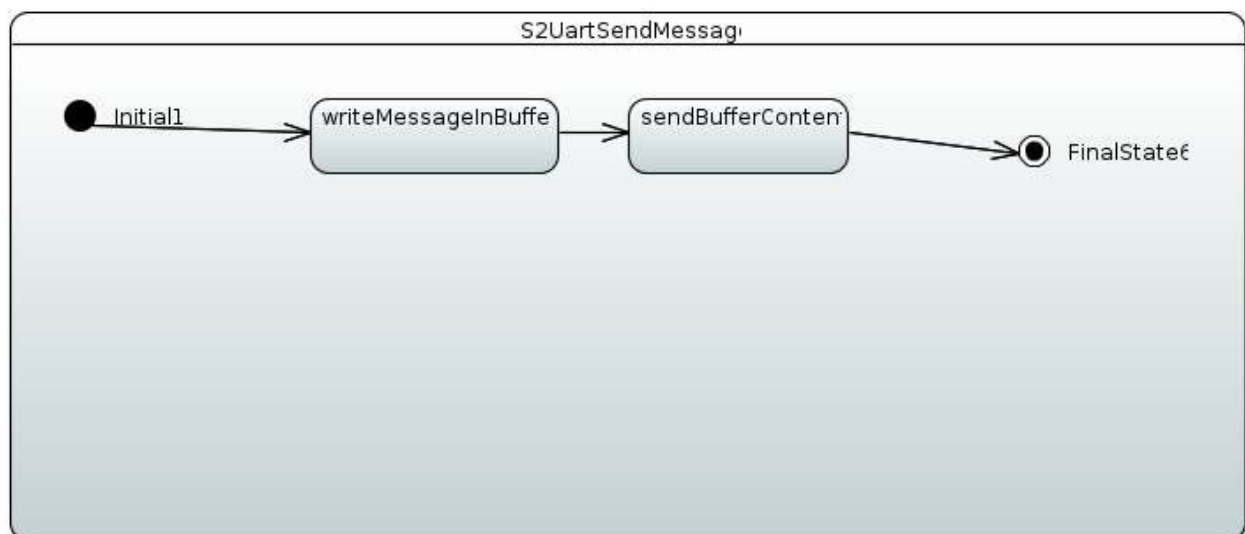 S2UartSendMessag
Initial1
writeMessageInBuffe
sendBufferConten
FinalState6